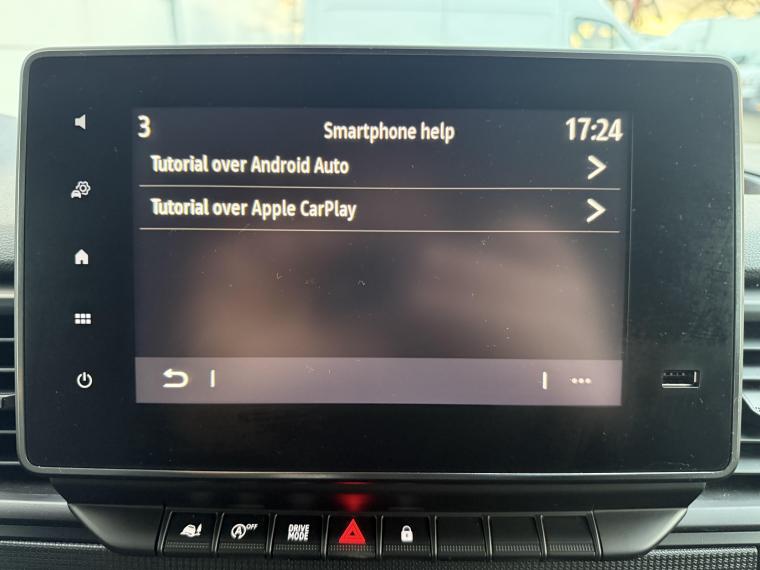 3 Smartphone help 17:24
Tutorial over Android Auto
Tutorial over Apple CarPlay
A OFF
DRIVE
MODE